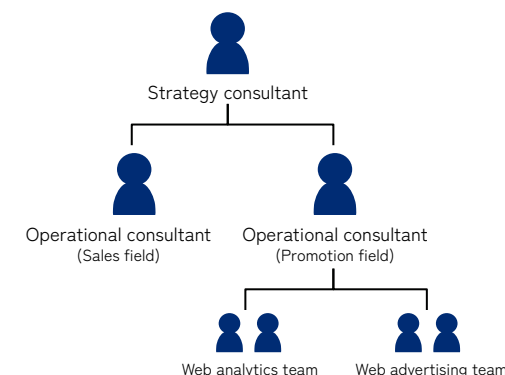 Strategy consultant
Operational consultant
(Sales field)
Operational consultant
(Promotion field)
Web analytics team
Web advertising team